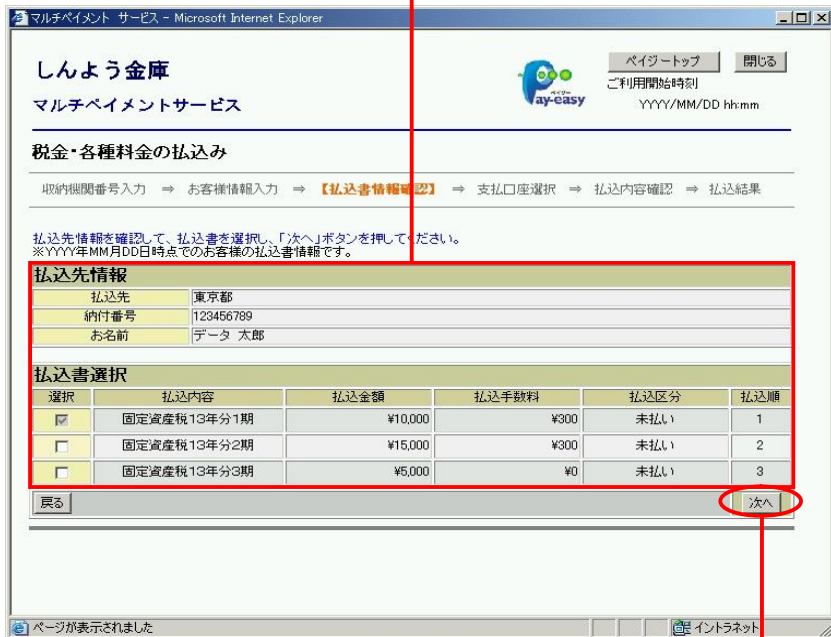 マルチペイメント サービス - Microsoft Internet Explorer
しんよう金庫
マルチペイメントサービス
ペイジー
Pay-easy
ペイジートップ 閉じる
ご利用開始時刻
YYYY/MM/DD hh:mm
税金・各種料金の払込み
収納機関番号入力 ⇒ お客様情報入力 ⇒ 【払込書情報確認】 ⇒ 支払口座選択 ⇒ 払込内容確認 ⇒ 払込結果
払込先情報を確認して、払込書を選択し、「次へ」ボタンを押してください。
※YYYY年MM月DD日時点でのお客様の払込書情報です。
払込先情報
払込先 東京都
納付番号 123456789
お名前 データ 太郎
払込書選択
選択 払込内容 払込金額 払込手数料 払込区分 払込順
固定資産税13年分1期 ¥10,000 ¥300 未払い 1
固定資産税13年分2期 ¥15,000 ¥300 未払い 2
固定資産税13年分3期 ¥5,000 ¥0 未払い 3
戻る 次へ
ページが表示されました イントラネット